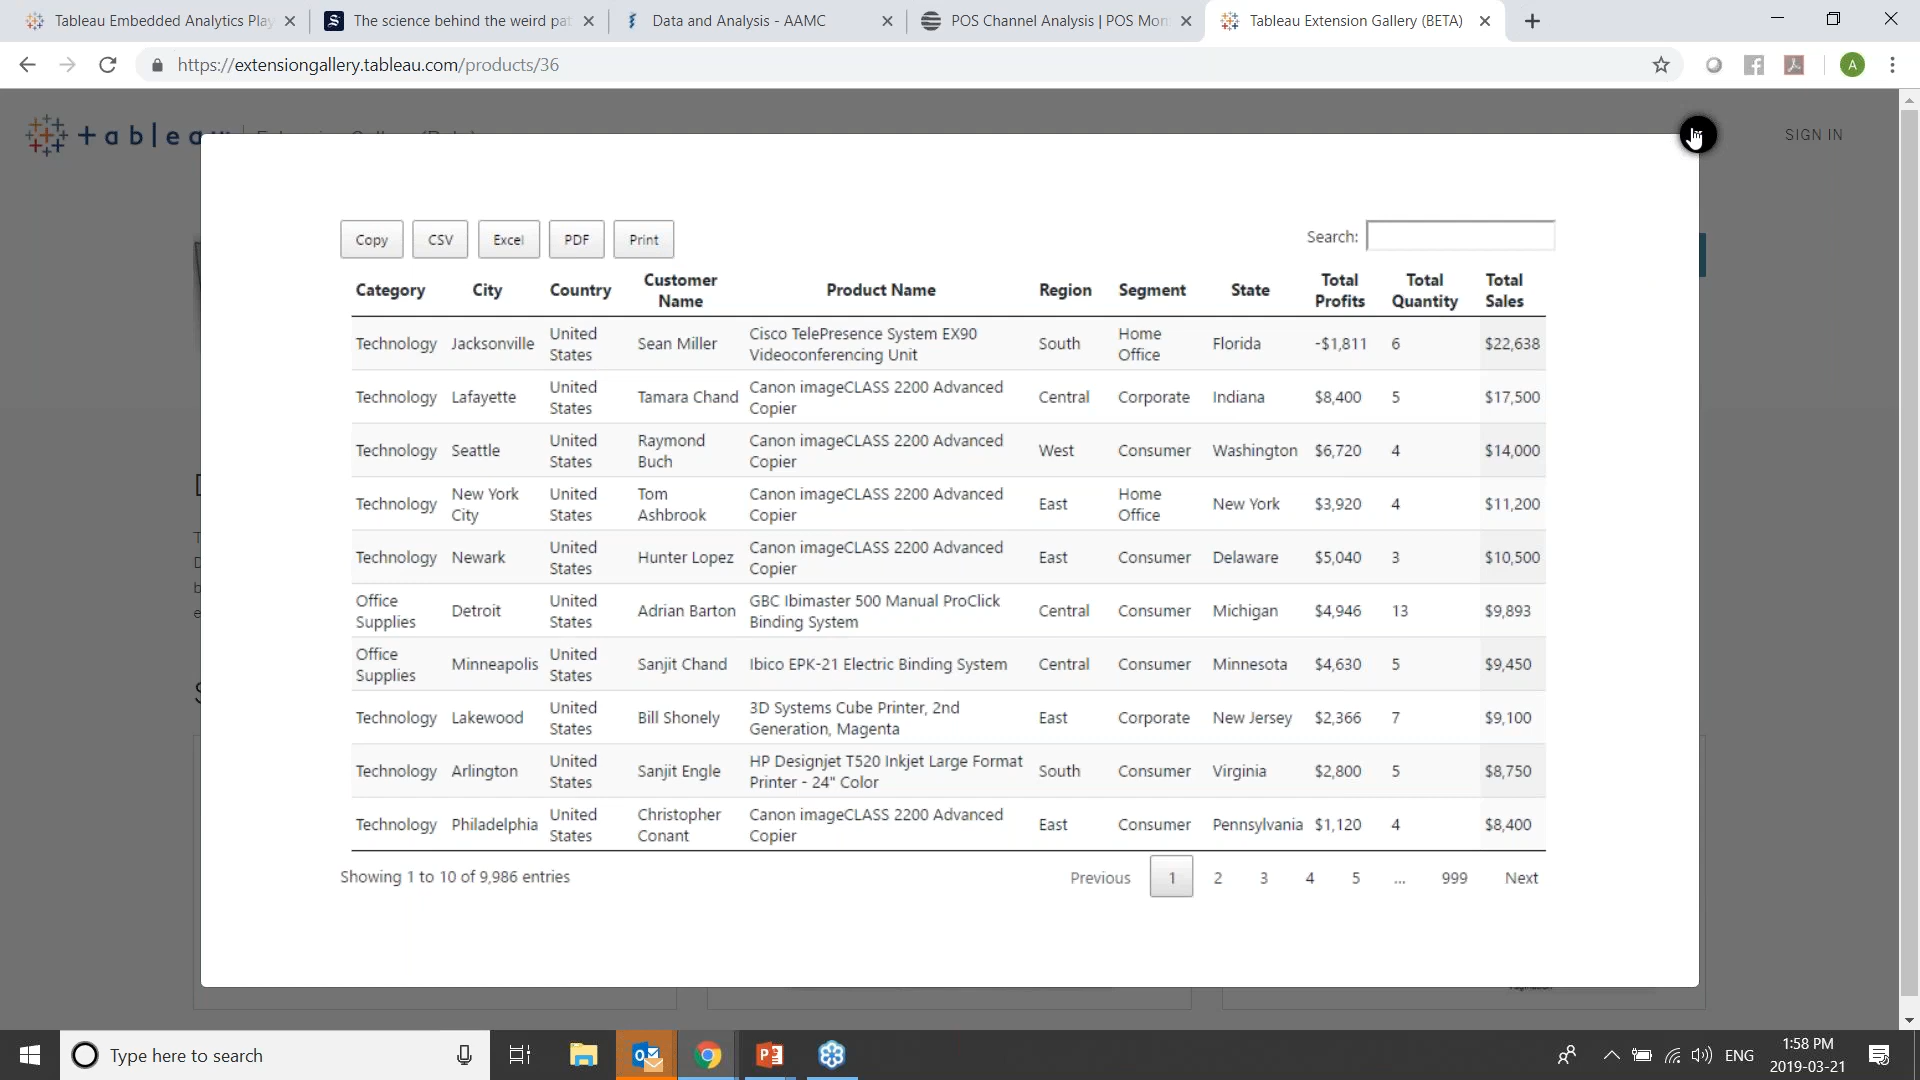 Tableau Embedded Analytics Play
The science behind the weird pat
Data and Analysis - AAMC
POS Channel Analysis | POS Mon
Tableau Extension Gallery (BETA)
https://extensiongallery.tableau.com/products/36
A
tablea
SIGN IN
Copy
CSV
Excel
PDF
Print
Search:
Category City Country Customer Name Product Name Region Segment State Total Profits Total Quantity Total Sales
Technology Jacksonville United States Sean Miller Cisco TelePresence System EX90 Videoconferencing Unit South Home Office Florida -$1,811 6 $22,638
Technology Lafayette United States Tamara Chand Canon imageCLASS 2200 Advanced Copier Central Corporate Indiana $8,400 5 $17,500
Technology Seattle United States Raymond Buch Canon imageCLASS 2200 Advanced Copier West Consumer Washington $6,720 4 $14,000
Technology New York City United States Tom Ashbrook Canon imageCLASS 2200 Advanced Copier East Home Office New York $3,920 4 $11,200
Technology Newark United States Hunter Lopez Canon imageCLASS 2200 Advanced Copier East Consumer Delaware $5,040 3 $10,500
Office Supplies Detroit United States Adrian Barton GBC Ibimaster 500 Manual ProClick Binding System Central Consumer Michigan $4,946 13 $9,893
Office Supplies Minneapolis United States Sanjit Chand Ibico EPK-21 Electric Binding System Central Consumer Minnesota $4,630 5 $9,450
Technology Lakewood United States Bill Shonely 3D Systems Cube Printer, 2nd Generation, Magenta East Corporate New Jersey $2,366 7 $9,100
Technology Arlington United States Sanjit Engle HP Designjet T520 Inkjet Large Format Printer - 24" Color South Consumer Virginia $2,800 5 $8,750
Technology Philadelphia United States Christopher Conant Canon imageCLASS 2200 Advanced Copier East Consumer Pennsylvania $1,120 4 $8,400
Showing 1 to 10 of 9,986 entries
Previous 1 2 3 4 5 ... 999 Next
Type here to search
ENG
1:58 PM
2019-03-21